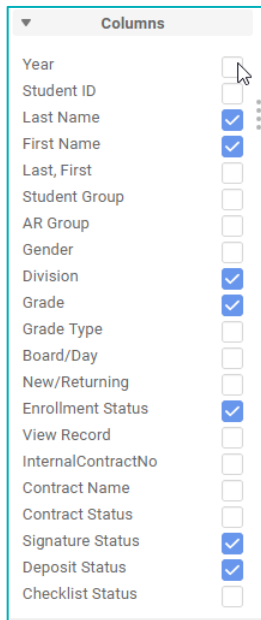 Columns
Year
Student ID
Last Name
First Name
Last, First
Student Group
AR Group
Gender
Division
Grade
Grade Type
Board/Day
New/Returning
Enrollment Status
View Record
InternalContractNo
Contract Name
Contract Status
Signature Status
Deposit Status
Checklist Status